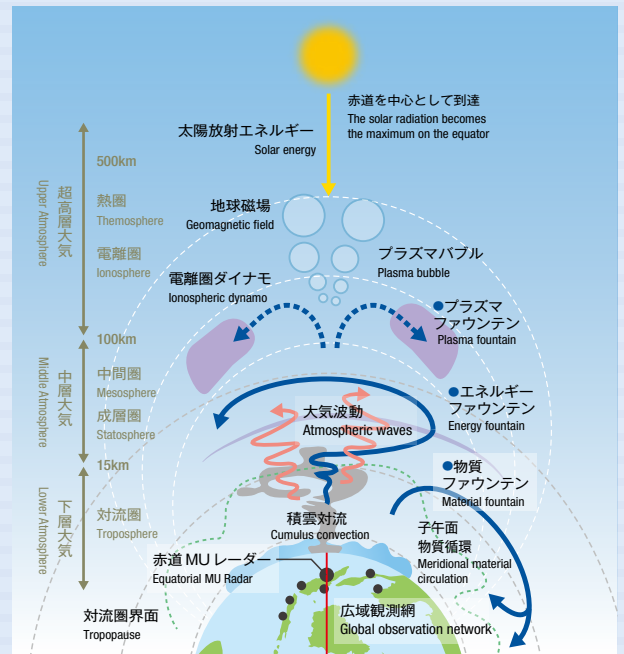 赤道を中心として到達
The solar radiation becomes
the maximum on the equator
太陽放射エネルギー
Solar energy
500km
超高層大気
Upper Atmosphere
熱圏
Themosphere
電離圏
Ionosphere
地球磁場
Geomagnetic field
プラズマバブル
Plasma bubble
電離圏ダイナモ
Ionospheric dynamo
●プラズマ
ファウンテン
Plasma fountain
100km
中層大気
Middle Atmosphere
中間圏
Mesosphere
成層圏
Statosphere
●エネルギー
ファウンテン
Energy fountain
大気波動
Atmospheric waves
15km
●物質
ファウンテン
Material fountain
下層大気
Lower Atmosphere
対流圏
Troposphere
積雲対流
Cumulus convection
子午面
物質循環
Meridional material
circulation
赤道 MU レーダー
Equatorial MU Radar
対流圏界面
Tropopause
広域観測網
Global observation network